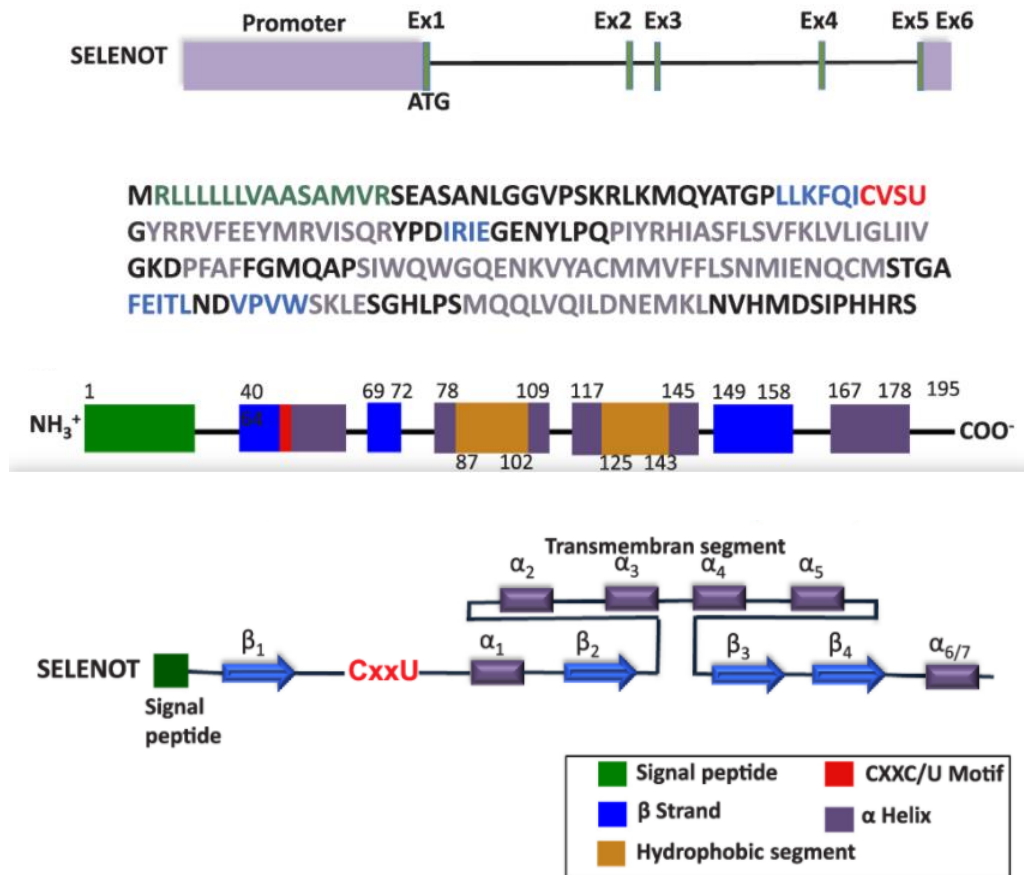 Promoter Ex1 Ex2 Ex3 Ex4 Ex5 Ex6
SELENOT
ATG
MRLLLLLLVAASAMVRSEASANLGGVPSKRLKMQYATGPLLKFQICVSU
GYRRVFEEYMRVISQRYPDIRIEGENYLPQPIYRHIASFLSVFKLVLIGLIIV
GKDPFAFFGMQAPSIWQWGQENKVYACMMVFFLSNMIENQCMSTGA
FEITLNDVPVWSKLESGHLPSMQQLVQILDNEMKLNVHMDSIPHHRS
1 40 69 72 78 109 117 145 149 158 167 178 195
64
NH₃⁺ COO⁻
87 102 125 143
Transmembran segment
α₂ α₃ α₄ α₅
β₁ α₁ β₂ β₃ β₄ α₆/₇
SELENOT CxxU
Signal
peptide
Signal peptide CXXC/U Motif
β Strand α Helix
Hydrophobic segment